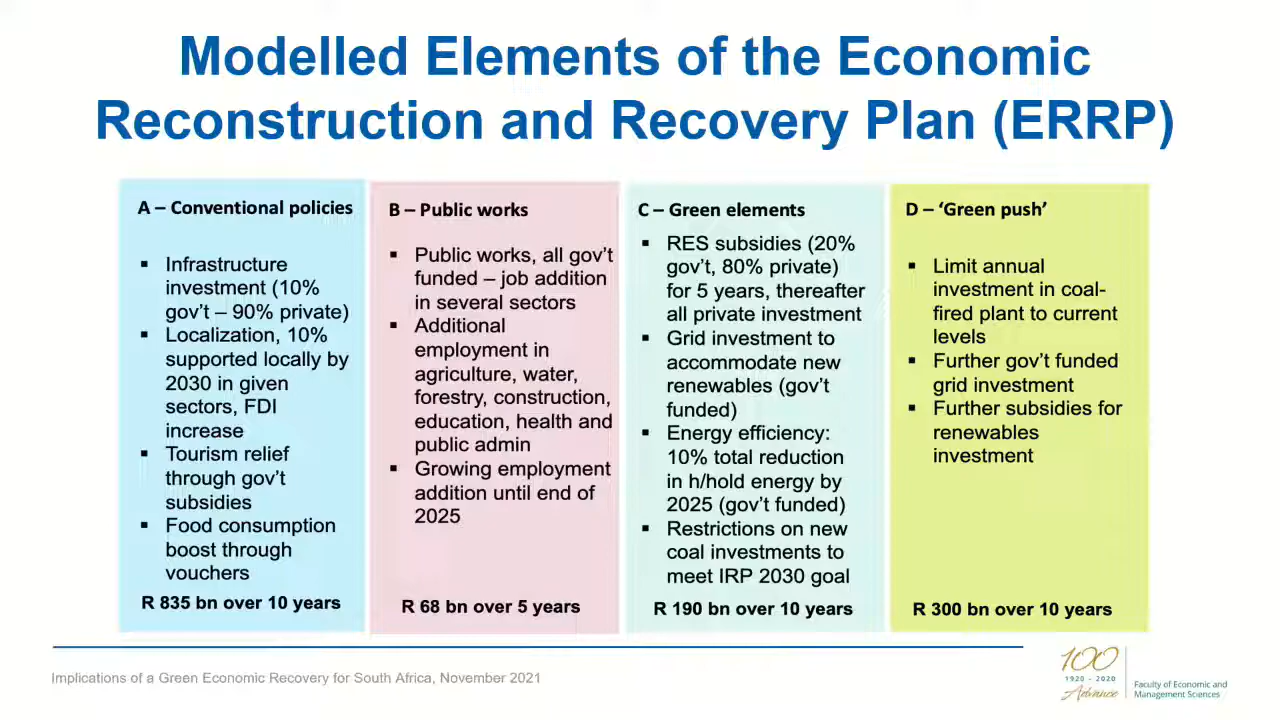 Modelled Elements of the Economic
Reconstruction and Recovery Plan (ERRP)
A – Conventional policies
▪ Infrastructure
investment (10%
gov't – 90% private)
▪ Localization, 10%
supported locally by
2030 in given
sectors, FDI
increase
▪ Tourism relief
through gov't
subsidies
▪ Food consumption
boost through
vouchers
R 835 bn over 10 years
B – Public works
▪ Public works, all gov't
funded – job addition
in several sectors
▪ Additional
employment in
agriculture, water,
forestry, construction,
education, health and
public admin
▪ Growing employment
addition until end of
2025
R 68 bn over 5 years
C – Green elements
▪ RES subsidies (20%
gov't, 80% private)
for 5 years, thereafter
all private investment
▪ Grid investment to
accommodate new
renewables (gov't
funded)
▪ Energy efficiency:
10% total reduction
in h/hold energy by
2025 (gov't funded)
▪ Restrictions on new
coal investments to
meet IRP 2030 goal
R 190 bn over 10 years
D – 'Green push'
▪ Limit annual
investment in coal-
fired plant to current
levels
▪ Further gov't funded
grid investment
▪ Further subsidies for
renewables
investment
R 300 bn over 10 years
Implications of a Green Economic Recovery for South Africa, November 2021
100
1920 - 2020
Advance
Faculty of Economic and
Management Sciences